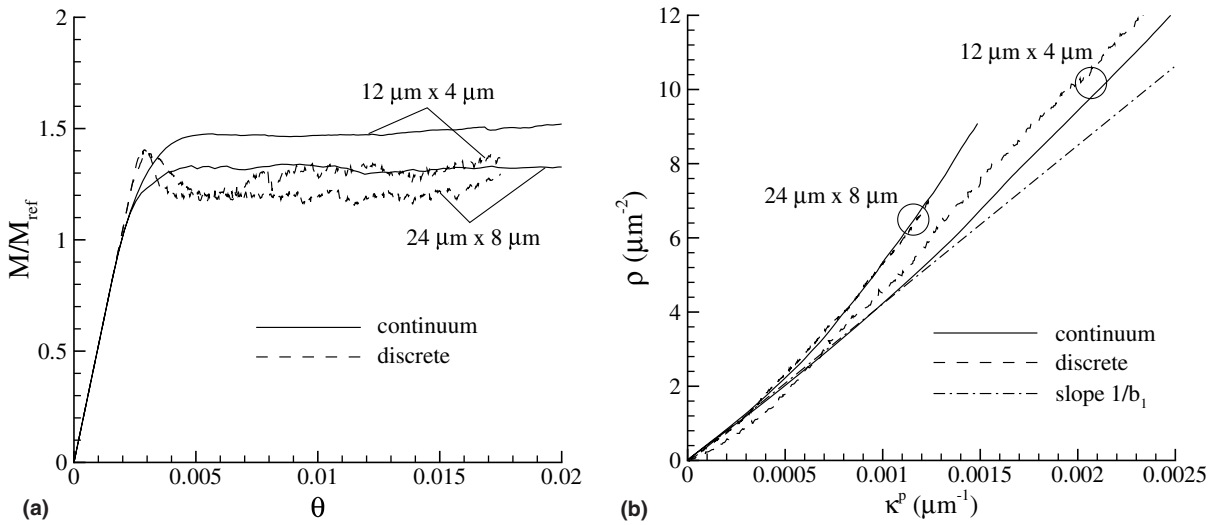 2
1.5
1
0.5
0
0
0.005
0.01
0.015
0.02
M/M_ref
θ
12 μm x 4 μm
24 μm x 8 μm
continuum
discrete
(a)
12
10
8
6
4
2
0
0
0.0005
0.001
0.0015
0.002
0.0025
ρ (μm⁻²)
κᵖ (μm⁻¹)
12 μm x 4 μm
24 μm x 8 μm
continuum
discrete
slope 1/b₁
(b)